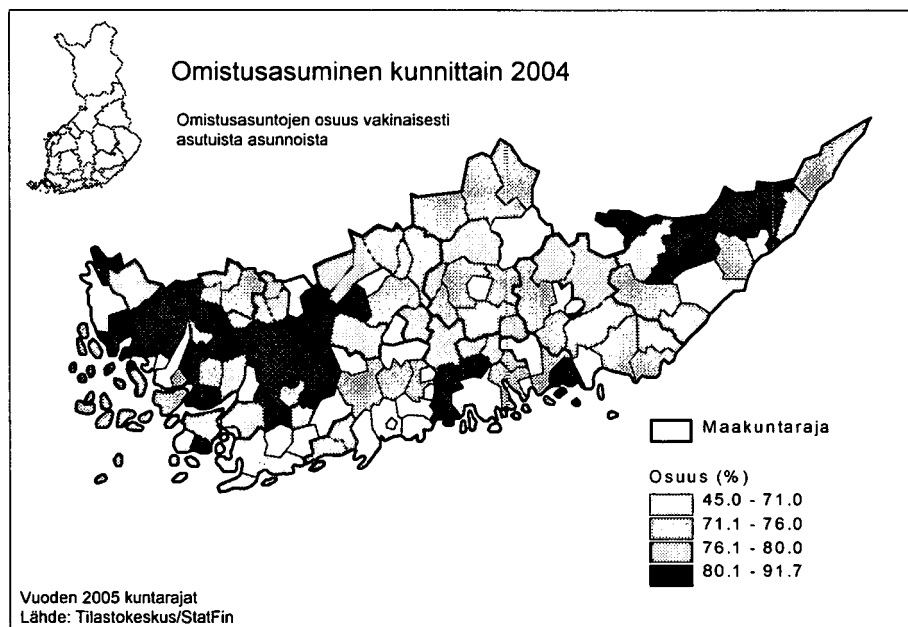 Omistusasuminen kunnittain 2004
Omistusasuntojen osuus vakinaisesti
asutuista asunnoista
Maakuntaraja
Osuus (%)
45.0 - 71.0
71.1 - 76.0
76.1 - 80.0
80.1 - 91.7
Vuoden 2005 kuntarajat
Lähde: Tilastokeskus/StatFin